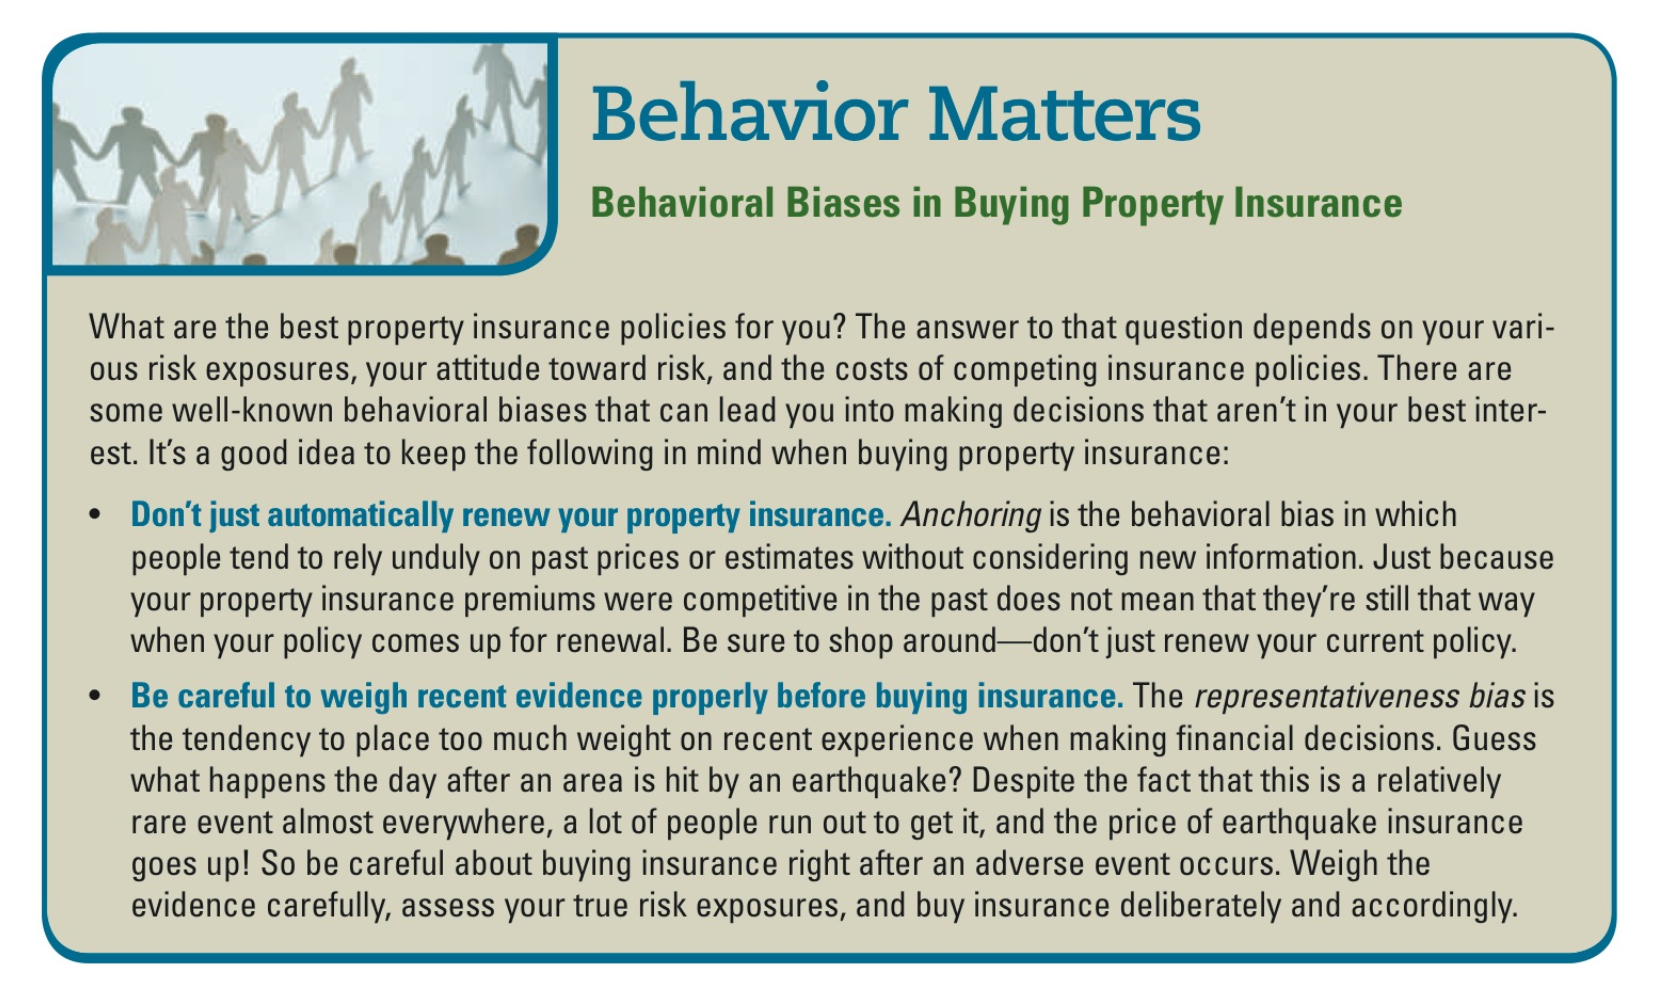 Behavior Matters
Behavioral Biases in Buying Property Insurance
What are the best property insurance policies for you? The answer to that question depends on your vari-
ous risk exposures, your attitude toward risk, and the costs of competing insurance policies. There are
some well-known behavioral biases that can lead you into making decisions that aren't in your best inter-
est. It's a good idea to keep the following in mind when buying property insurance:
• Don't just automatically renew your property insurance. Anchoring is the behavioral bias in which
people tend to rely unduly on past prices or estimates without considering new information. Just because
your property insurance premiums were competitive in the past does not mean that they're still that way
when your policy comes up for renewal. Be sure to shop around—don't just renew your current policy.
• Be careful to weigh recent evidence properly before buying insurance. The representativeness bias is
the tendency to place too much weight on recent experience when making financial decisions. Guess
what happens the day after an area is hit by an earthquake? Despite the fact that this is a relatively
rare event almost everywhere, a lot of people run out to get it, and the price of earthquake insurance
goes up! So be careful about buying insurance right after an adverse event occurs. Weigh the
evidence carefully, assess your true risk exposures, and buy insurance deliberately and accordingly.